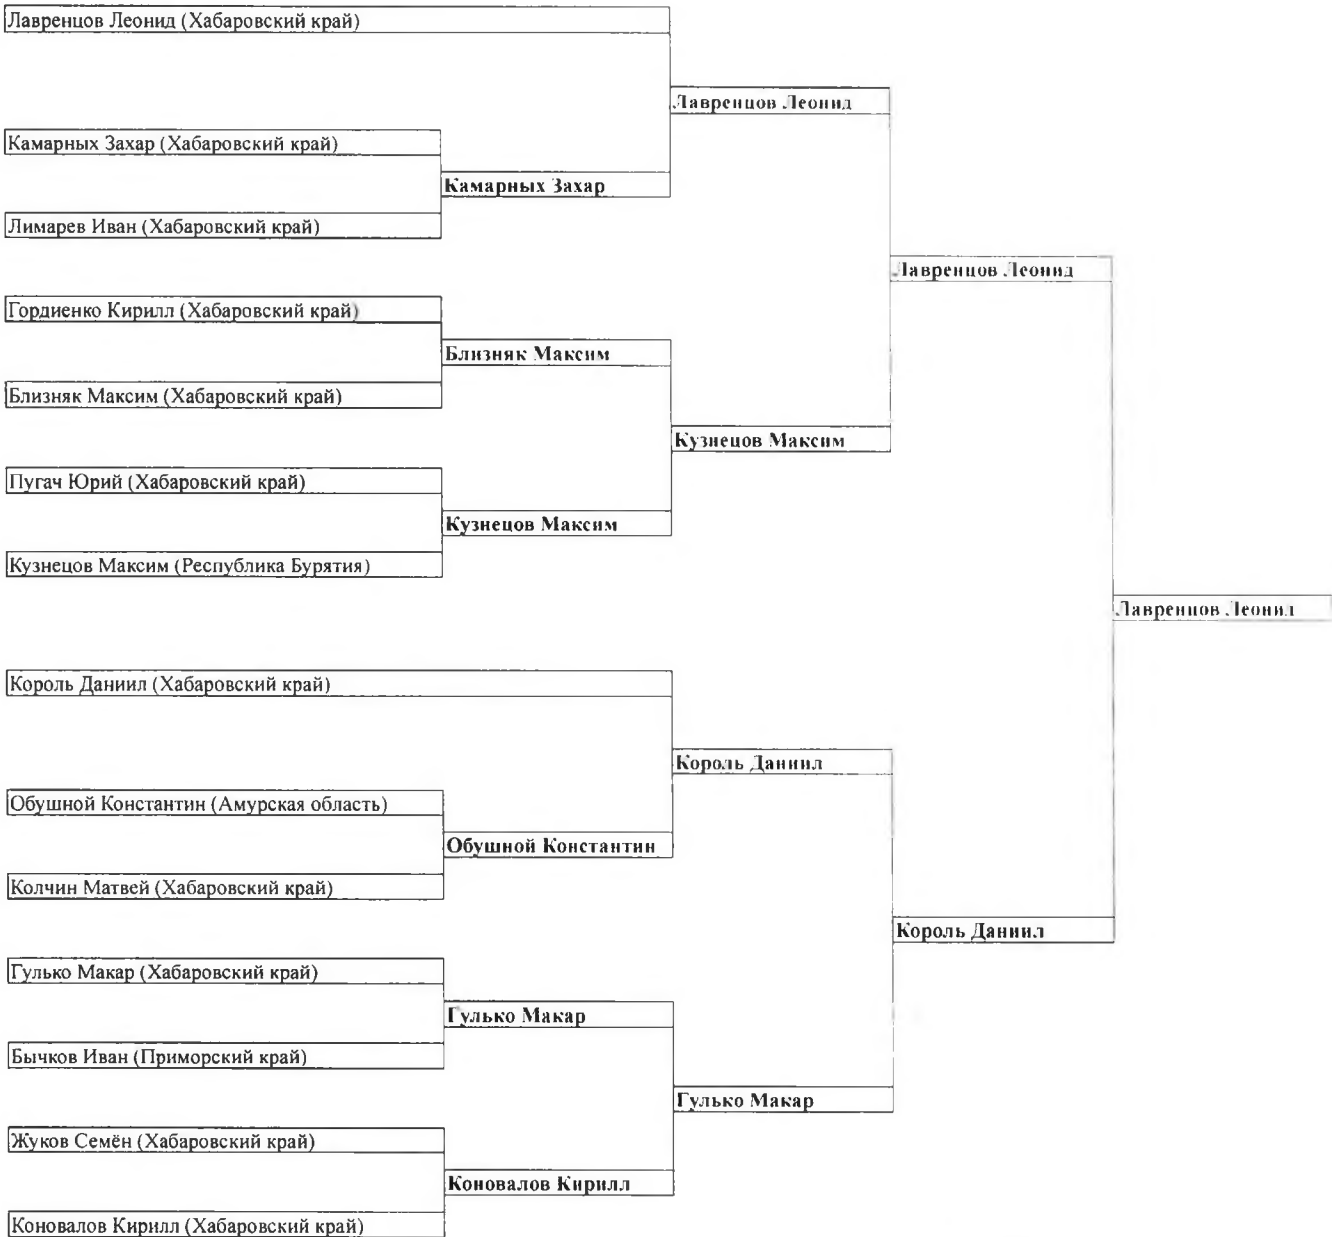 Лавренцов Леонид (Хабаровский край)
Лавренцов Леонид
Камарных Захар (Хабаровский край)
Камарных Захар
Лимарев Иван (Хабаровский край)
Лавренцов Леонид
Гордиенко Кирилл (Хабаровский край)
Близняк Максим
Близняк Максим (Хабаровский край)
Кузнецов Максим
Пугач Юрий (Хабаровский край)
Кузнецов Максим
Кузнецов Максим (Республика Бурятия)
Лавренцов Леонид
Король Даниил (Хабаровский край)
Король Даниил
Обушной Константин (Амурская область)
Обушной Константин
Колчин Матвей (Хабаровский край)
Король Даниил
Гулько Макар (Хабаровский край)
Гулько Макар
Бычков Иван (Приморский край)
Гулько Макар
Жуков Семён (Хабаровский край)
Коновалов Кирилл
Коновалов Кирилл (Хабаровский край)